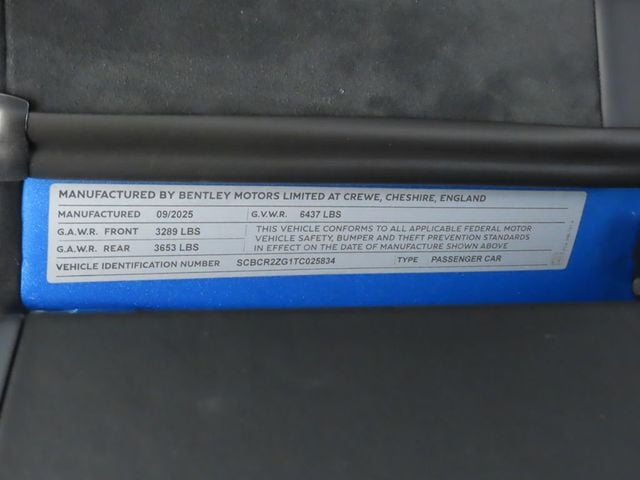 MANUFACTURED BY BENTLEY MOTORS LIMITED AT CREWE, CHESHIRE, ENGLAND
MANUFACTURED 09/2025 G.V.W.R. 6437 LBS
G.A.W.R. FRONT 3289 LBS
G.A.W.R. REAR 3653 LBS
THIS VEHICLE CONFORMS TO ALL APPLICABLE FEDERAL MOTOR
VEHICLE SAFETY, BUMPER AND THEFT PREVENTION STANDARDS
IN EFFECT ON THE DATE OF MANUFACTURE SHOWN ABOVE
VEHICLE IDENTIFICATION NUMBER SCBCR2ZG1TC025834 TYPE PASSENGER CAR